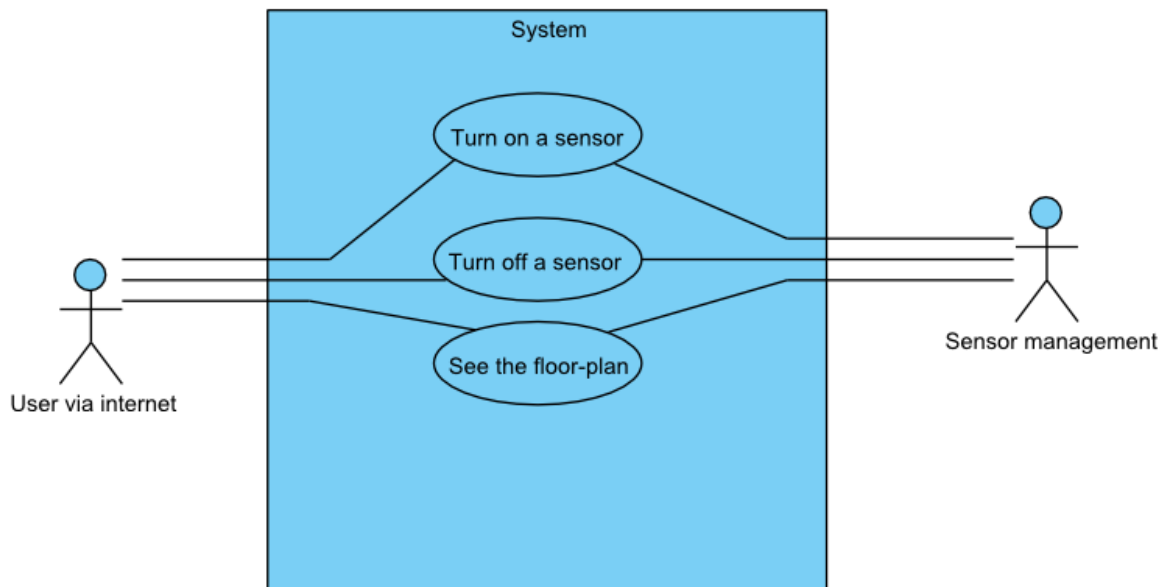 System
Turn on a sensor
Turn off a sensor
See the floor-plan
User via internet
Sensor management